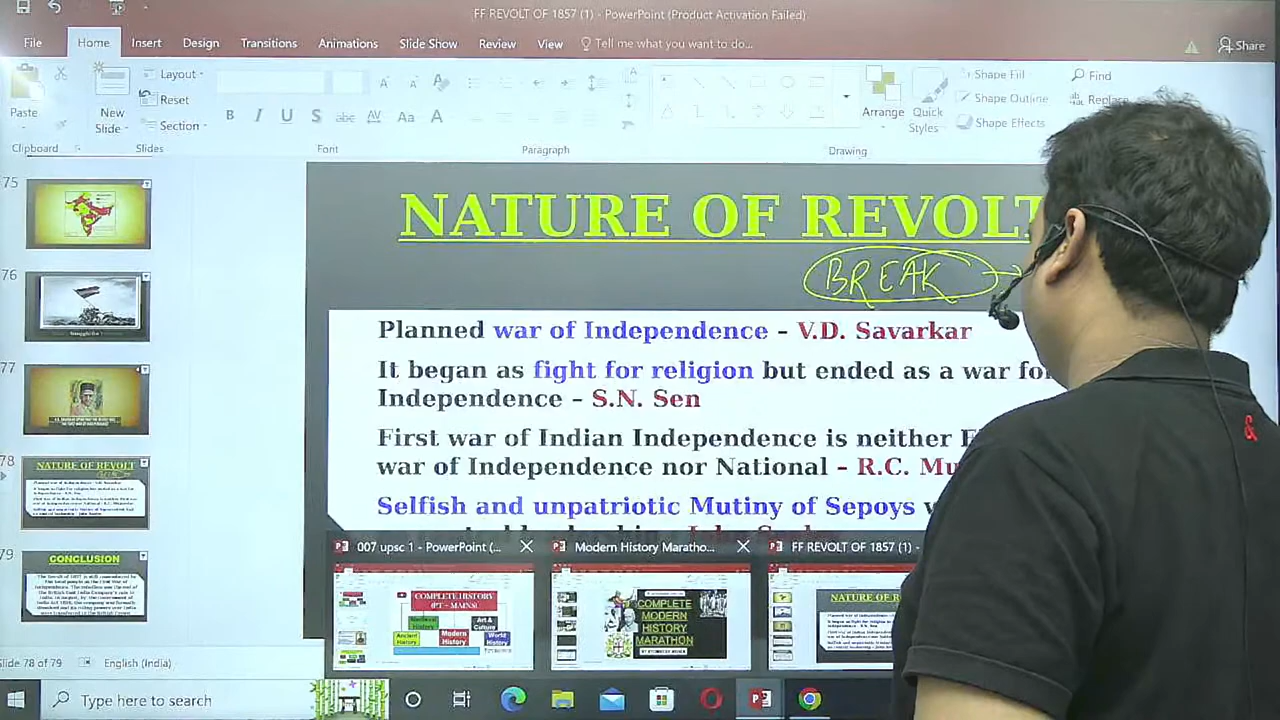 FF REVOLT OF 1857 (1) - PowerPoint (Product Activation Failed)
File Home Insert Design Transitions Animations Slide Show Review View Tell me what you want to do... Share
Paste
New Slide
Layout
Reset
Section
B I U S abc AV Aa A
Arrange
Quick Styles
Shape Fill
Shape Outline
Shape Effects
Find
Replace
Clipboard Slides Font Paragraph Drawing
75
76
77
78
NATURE OF REVOLT
79
CONCLUSION
NATURE OF REVOLT
BREAK
Planned war of Independence – V.D. Savarkar
It began as fight for religion but ended as a war
Independence – S.N. Sen
First war of Indian Independence is neither
war of Independence nor National – R.C.
Selfish and unpatriotic Mutiny of Sepoys
007 upsc 1 - PowerPoint (...
Modern History Maratho...
FF REVOLT OF 1857 (1) -
COMPLETE HISTORY
(PT + MAINS)
Medieval History
Art & Culture
Ancient History
Modern History
World History
COMPLETE
MODERN
HISTORY
MARATHON
Slide 78 of 79 English (India)
Type here to search
&